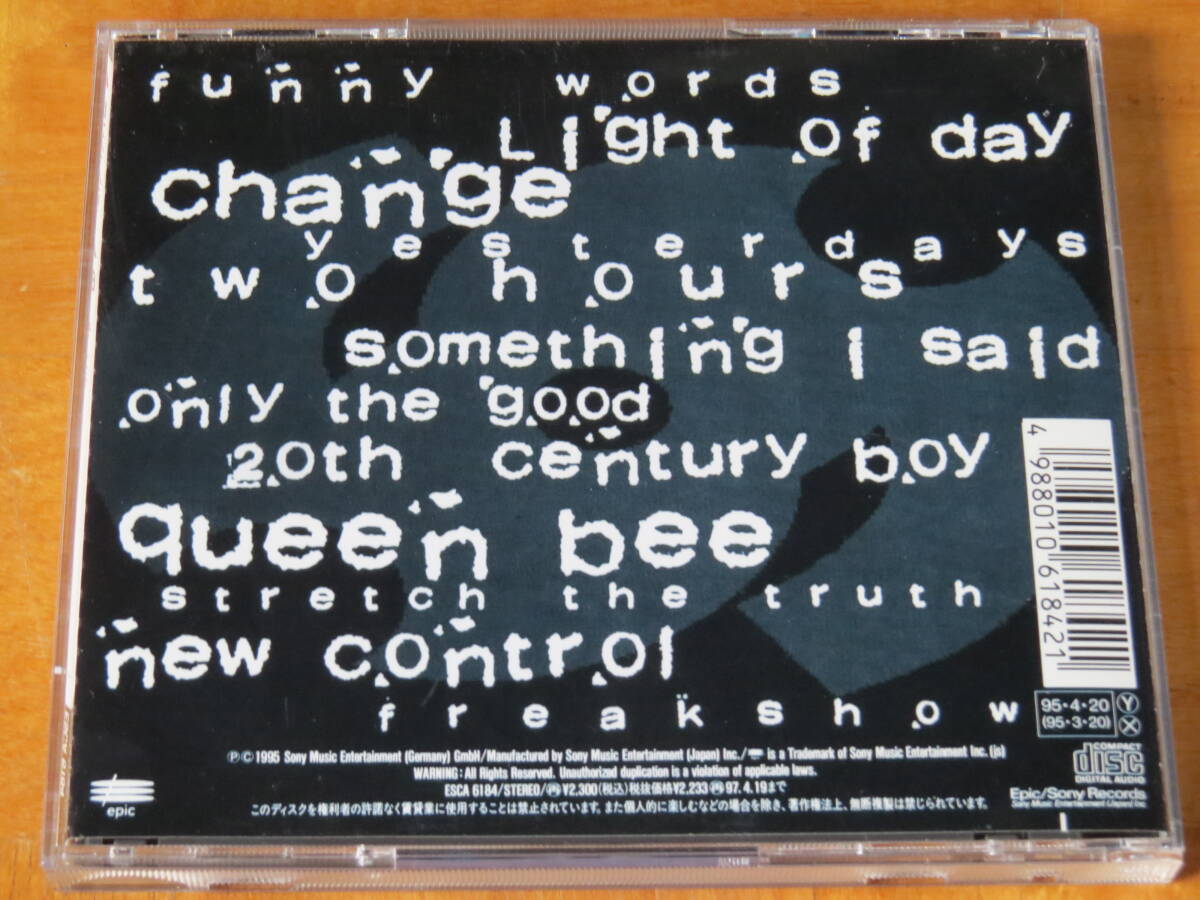 funny words
Light of day
change
yesterdays
two hours
something I said
only the good
20th century boy
queen bee
stretch the truth
new control
freakshow
4 988010 618421
95・4・20 Y
(95・3・20) X
ⓅⒸ1995 Sony Music Entertainment (Germany) GmbH/Manufactured by Sony Music Entertainment (Japan) Inc./ is a Trademark of Sony Music Entertainment Inc. (js)
WARNING: All Rights Reserved. Unauthorized duplication is a violation of applicable laws.
ESCA 6184/STEREO/¥2,300(税込)税抜価格¥2,233 97.4.19まで
このディスクを権利者の許諾なく賃貸業に使用することは禁止されています。また個人的に楽しむなどの場合を除き、著作権法上、無断複製は禁じられています。
epic
COMPACT
disc
DIGITAL AUDIO
Epic/Sony Records
Sony Music Entertainment (Japan) Inc.